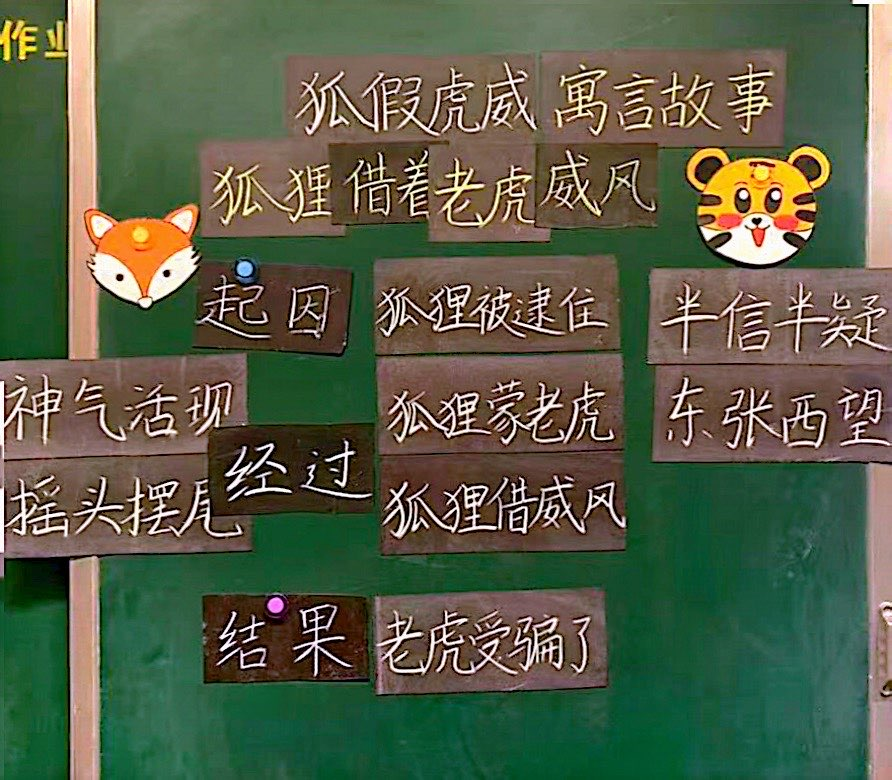 作业
狐假虎威 寓言故事
狐狸借着老虎威风
起因 狐狸被逮住 半信半疑
神气活现 狐狸蒙老虎 东张西望
摇头摆尾 经过 狐狸借威风
结果 老虎受骗了